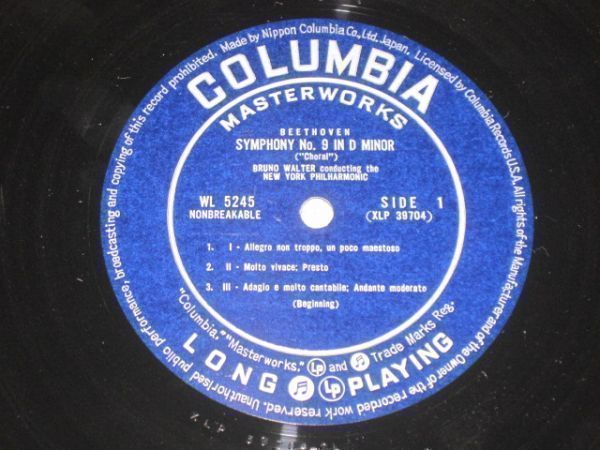 Made by Nippon Columbia Co., Ltd. Japan. Licensed by Columbia Records U.S.A. All rights of the Manufacturer and of the Owner of the recorded work reserved. Unauthorised public performance, broadcasting and copying of this record prohibited.
COLUMBIA
MASTERWORKS
BEETHOVEN
SYMPHONY No. 9 IN D MINOR
("Choral")
BRUNO WALTER conducting the
NEW YORK PHILHARMONIC
WL 5245 SIDE 1
NONBREAKABLE (XLP 39704)
1. I - Allegro non troppo, un poco maestoso
2. II - Molto vivace; Presto
3. III - Adagio e molto cantabile; Andante moderato
(Beginning)
"Columbia," "Masterworks," Lp and Trade Marks Reg.
LONG Lp PLAYING
XLP